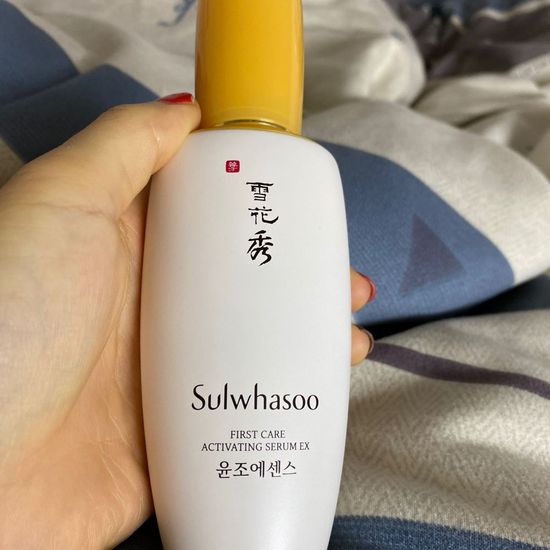 雪
花
秀
Sulwhasoo
FIRST CARE
ACTIVATING SERUM EX
윤조에센스